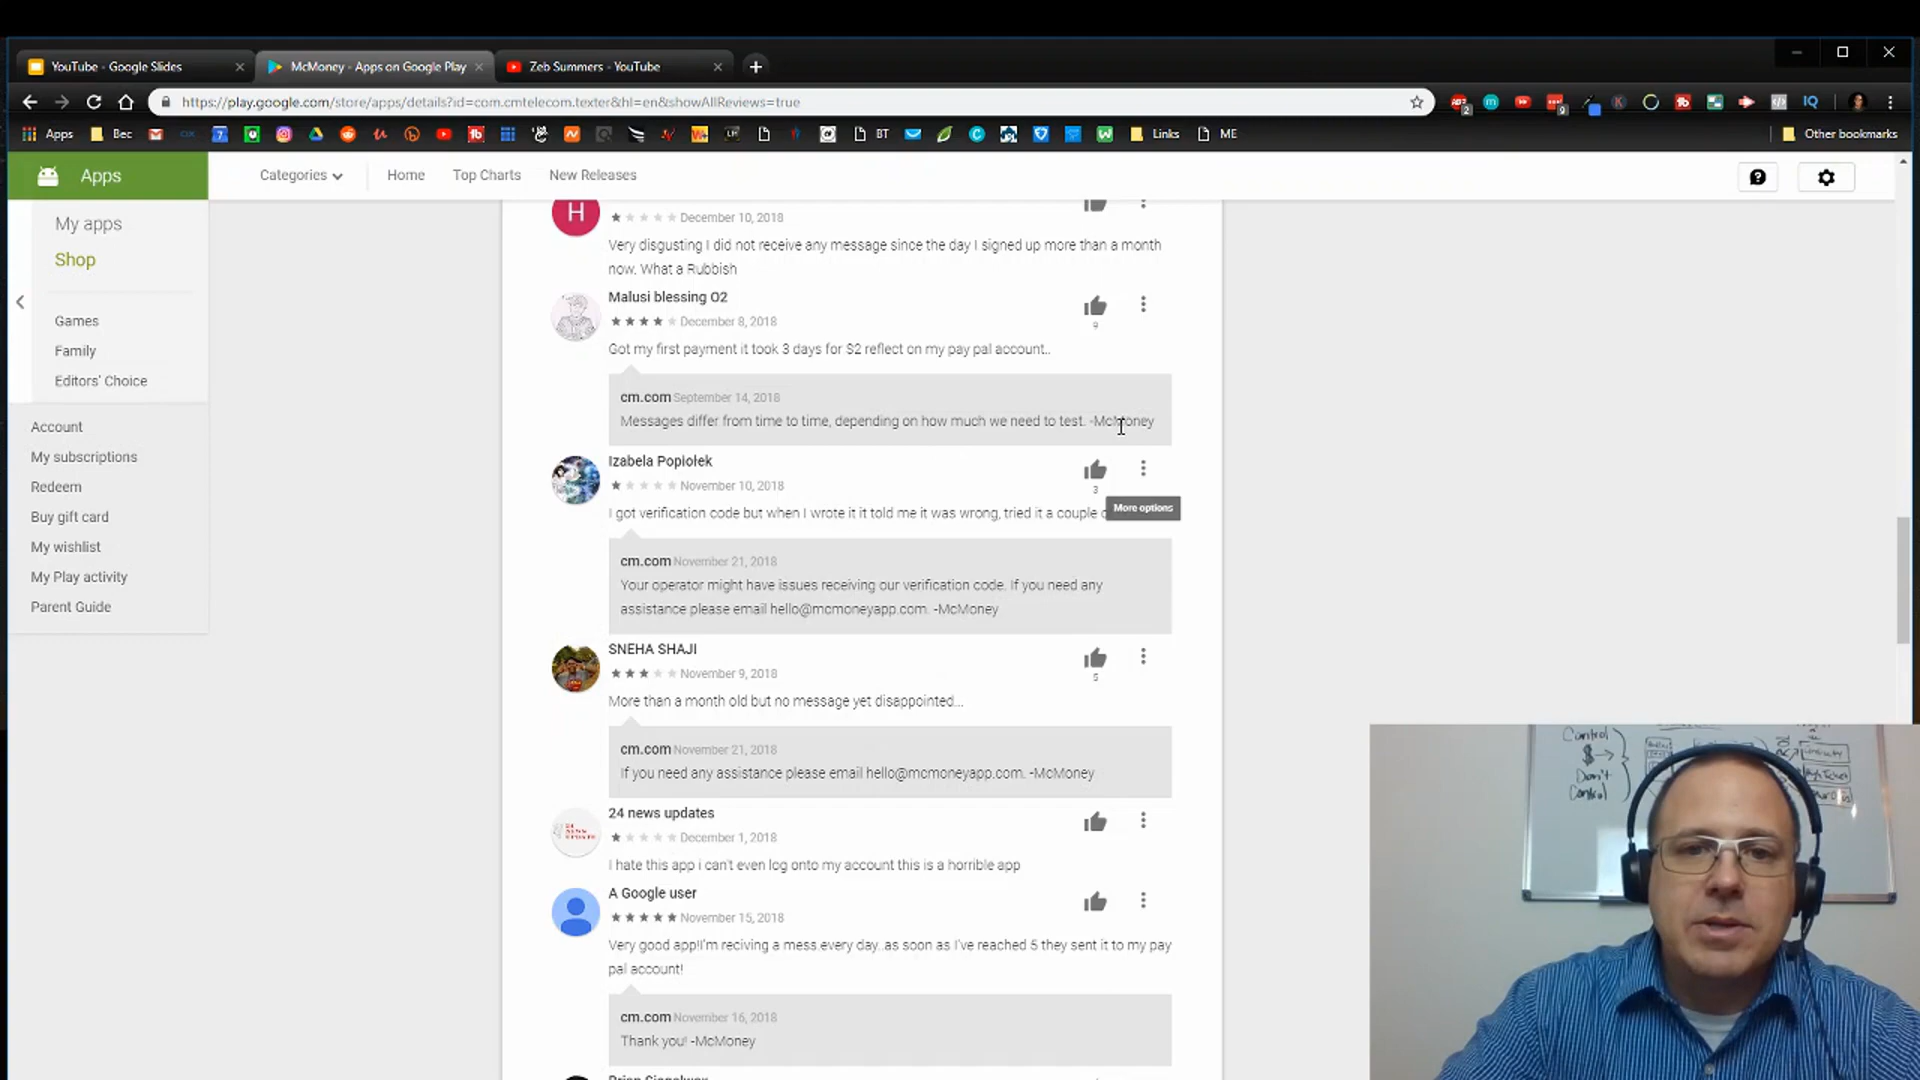 YouTube - Google Slides
McMoney - Apps on Google Play
Zeb Summers - YouTube
https://play.google.com/store/apps/details?id=com.cmtelecom.texter&hl=en&showAllReviews=true
Apps
Bec
BT
Links
ME
Other bookmarks
Apps
Categories
Home
Top Charts
New Releases
My apps
Shop
Games
Family
Editors' Choice
Account
My subscriptions
Redeem
Buy gift card
My wishlist
My Play activity
Parent Guide
H
December 10, 2018
Very disgusting I did not receive any message since the day I signed up more than a month
now. What a Rubbish
Malusi blessing O2
December 8, 2018
9
Got my first payment it took 3 days for $2 reflect on my pay pal account..
cm.com September 14, 2018
Messages differ from time to time, depending on how much we need to test. -McMoney
Izabela Popiołek
November 10, 2018
3
More options
I got verification code but when I wrote it it told me it was wrong, tried it a couple
cm.com November 21, 2018
Your operator might have issues receiving our verification code. If you need any
assistance please email hello@mcmoneyapp.com. -McMoney
SNEHA SHAJI
November 9, 2018
5
More than a month old but no message yet disappointed...
cm.com November 21, 2018
If you need any assistance please email hello@mcmoneyapp.com. -McMoney
24 news updates
December 1, 2018
I hate this app i can't even log onto my account this is a horrible app
A Google user
November 15, 2018
Very good app!I'm reciving a mess every day..as soon as I've reached 5 they sent it to my pay
pal account!
cm.com November 16, 2018
Thank you! -McMoney
Control
$
Don't
Control